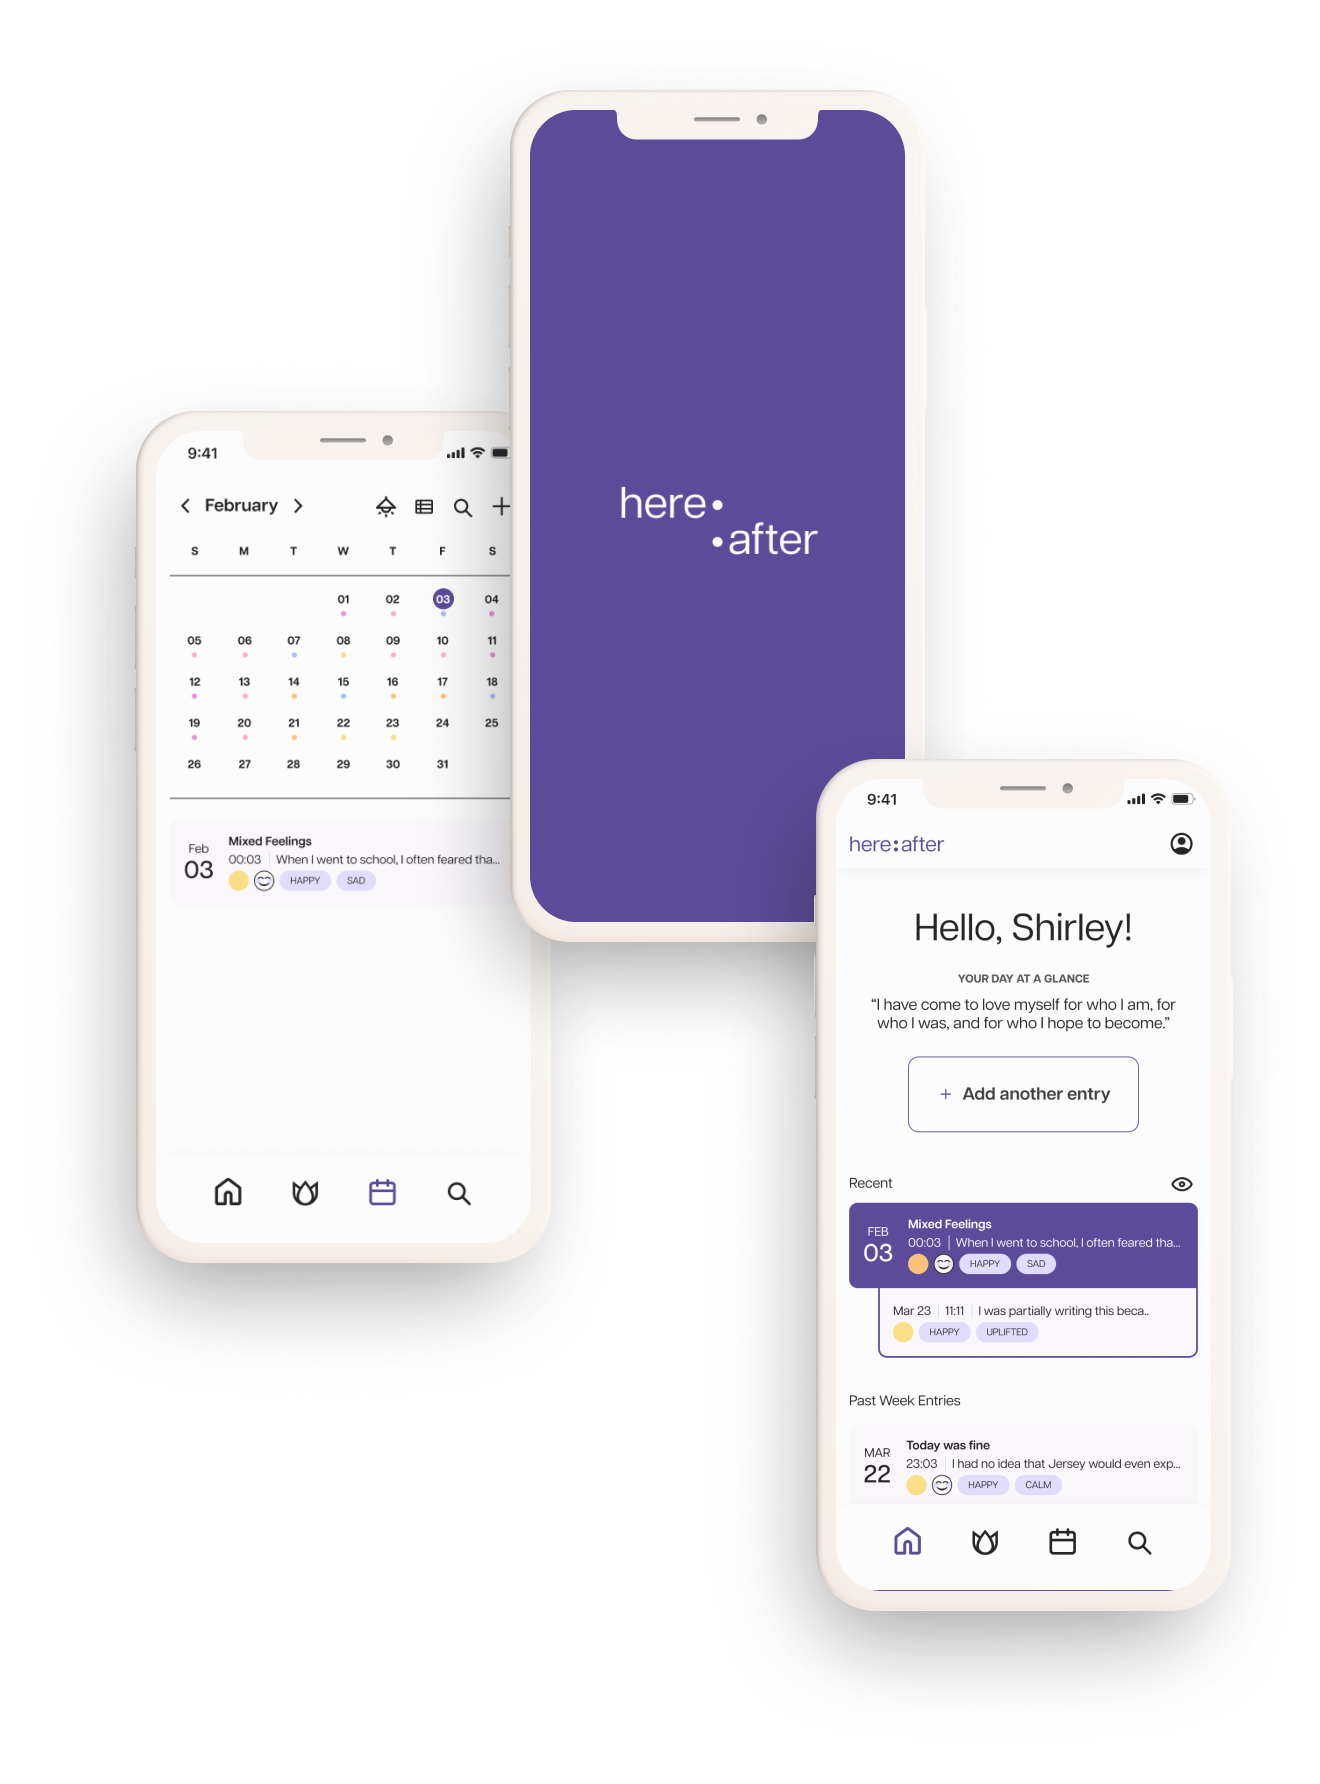 here
after
9:41
February
S M T W T F S
01 02 03 04
05 06 07 08 09 10 11
12 13 14 15 16 17 18
19 20 21 22 23 24 25
26 27 28 29 30 31
Feb
03
Mixed Feelings
00:03 When I went to school, I often feared tha...
HAPPY SAD
9:41
here:after
Hello, Shirley!
YOUR DAY AT A GLANCE
“I have come to love myself for who I am, for
who I was, and for who I hope to become.”
+ Add another entry
Recent
FEB
03
Mixed Feelings
00:03 When I went to school, I often feared tha...
HAPPY SAD
Mar 23 11:11 I was partially writing this beca..
HAPPY UPLIFTED
Past Week Entries
MAR
22
Today was fine
23:03 I had no idea that Jersey would even exp...
HAPPY CALM